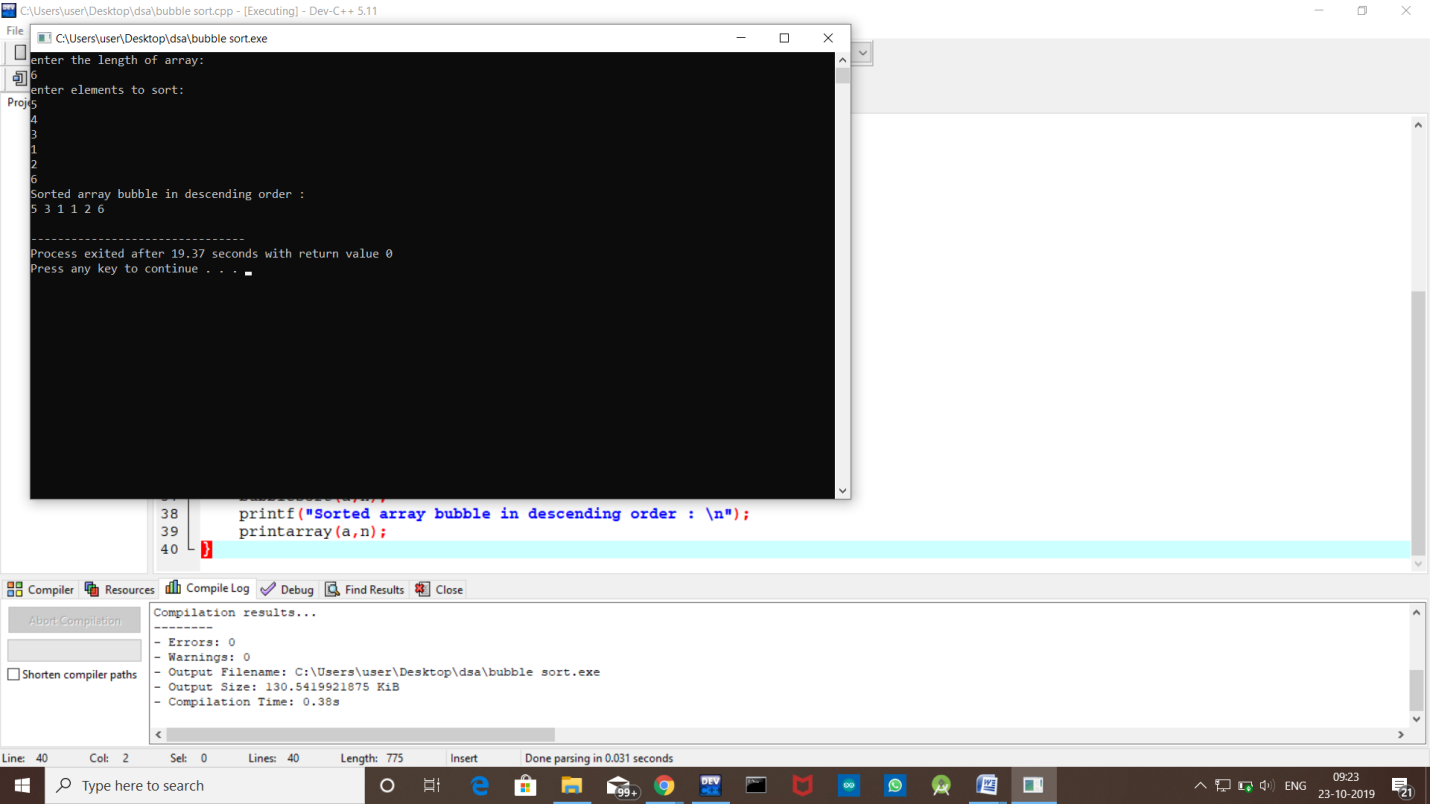 C:\Users\user\Desktop\dsa\bubble sort.cpp - [Executing] - Dev-C++ 5.11
File
C:\Users\user\Desktop\dsa\bubble sort.exe
enter the length of array:
6
enter elements to sort:
5
4
3
1
2
6
Sorted array bubble in descending order :
5 3 1 1 2 6
--------------------------------
Process exited after 19.37 seconds with return value 0
Press any key to continue . . .
38 printf("Sorted array bubble in descending order : \n");
39 printarray(a,n);
40 }
Compiler Resources Compile Log Debug Find Results Close
Abort Compilation
Shorten compiler paths
Compilation results...
--------
- Errors: 0
- Warnings: 0
- Output Filename: C:\Users\user\Desktop\dsa\bubble sort.exe
- Output Size: 130.5419921875 KiB
- Compilation Time: 0.38s
Line: 40 Col: 2 Sel: 0 Lines: 40 Length: 775 Insert Done parsing in 0.031 seconds
Type here to search
99+
DEV
ENG
09:23
23-10-2019
21